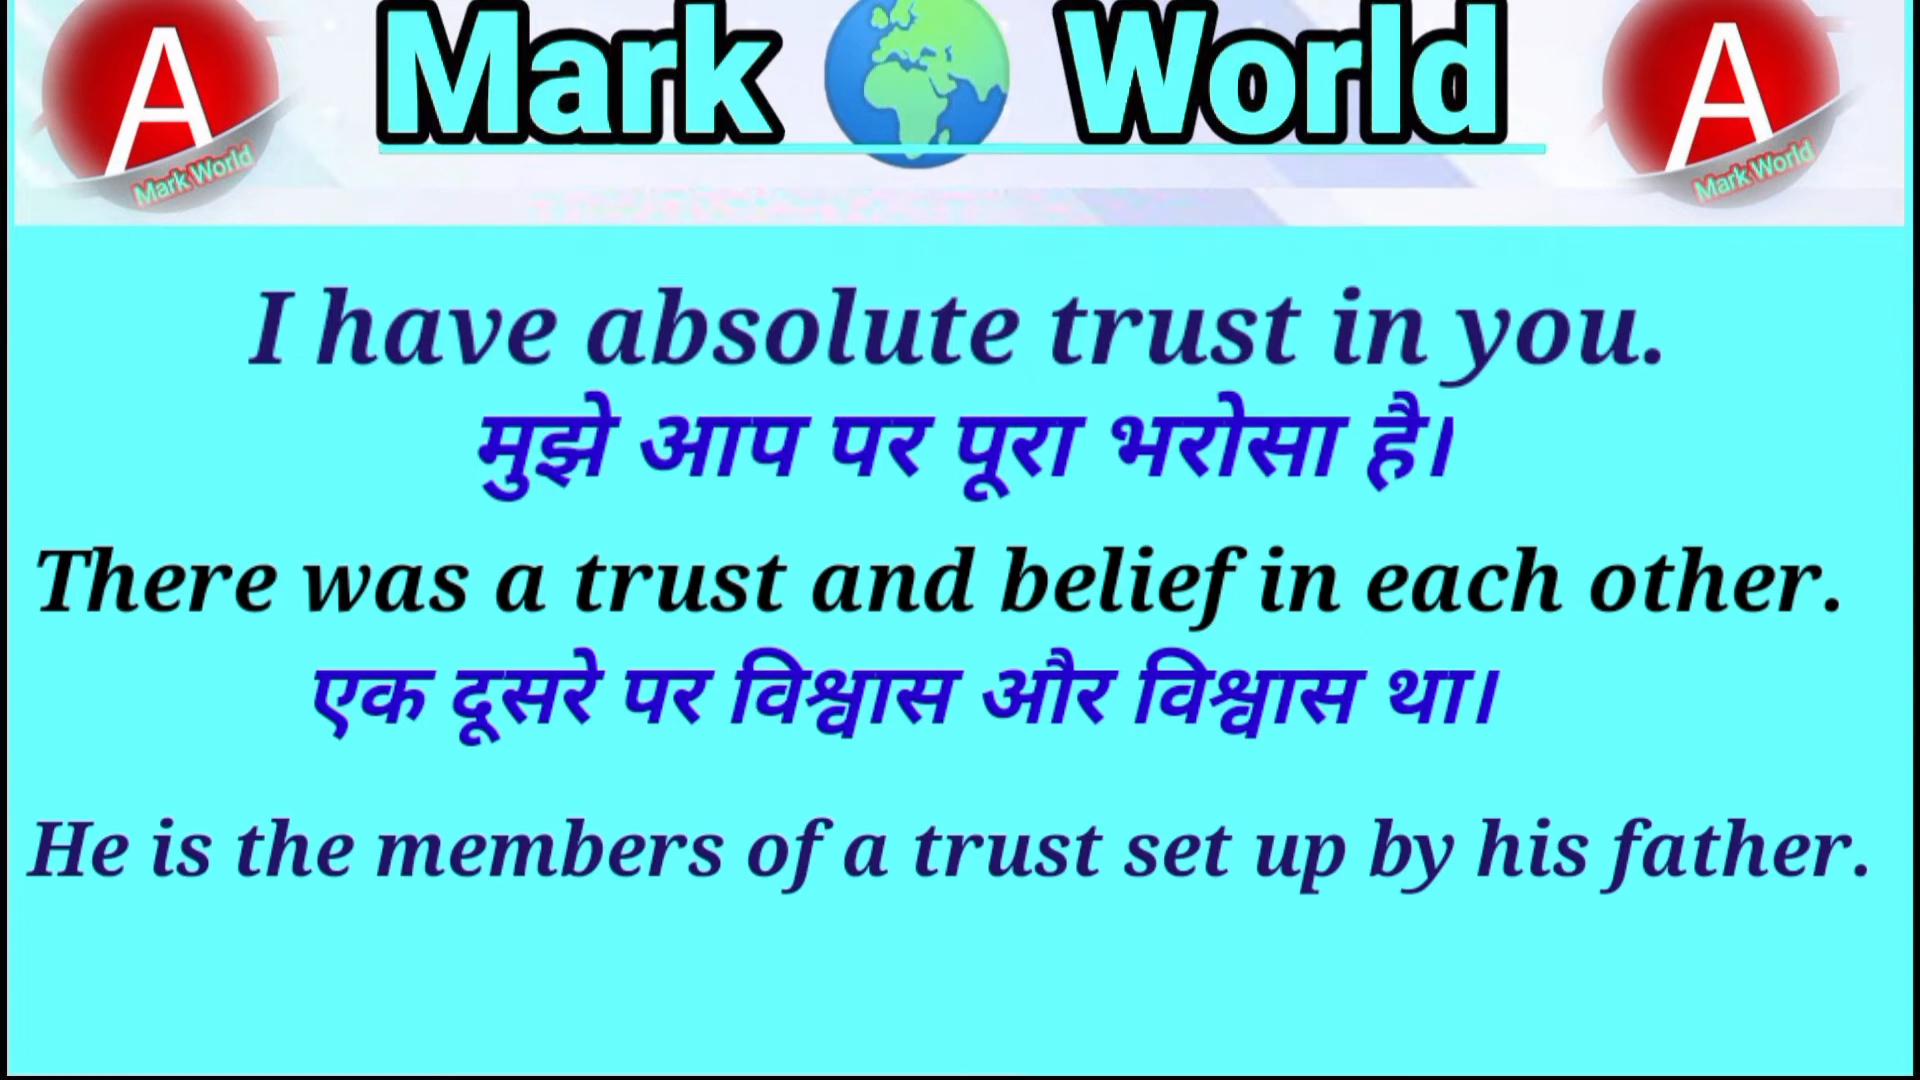 A Mark World A
Mark World Mark World
I have absolute trust in you.
मुझे आप पर पूरा भरोसा है।
There was a trust and belief in each other.
एक दूसरे पर विश्वास और विश्वास था।
He is the members of a trust set up by his father.